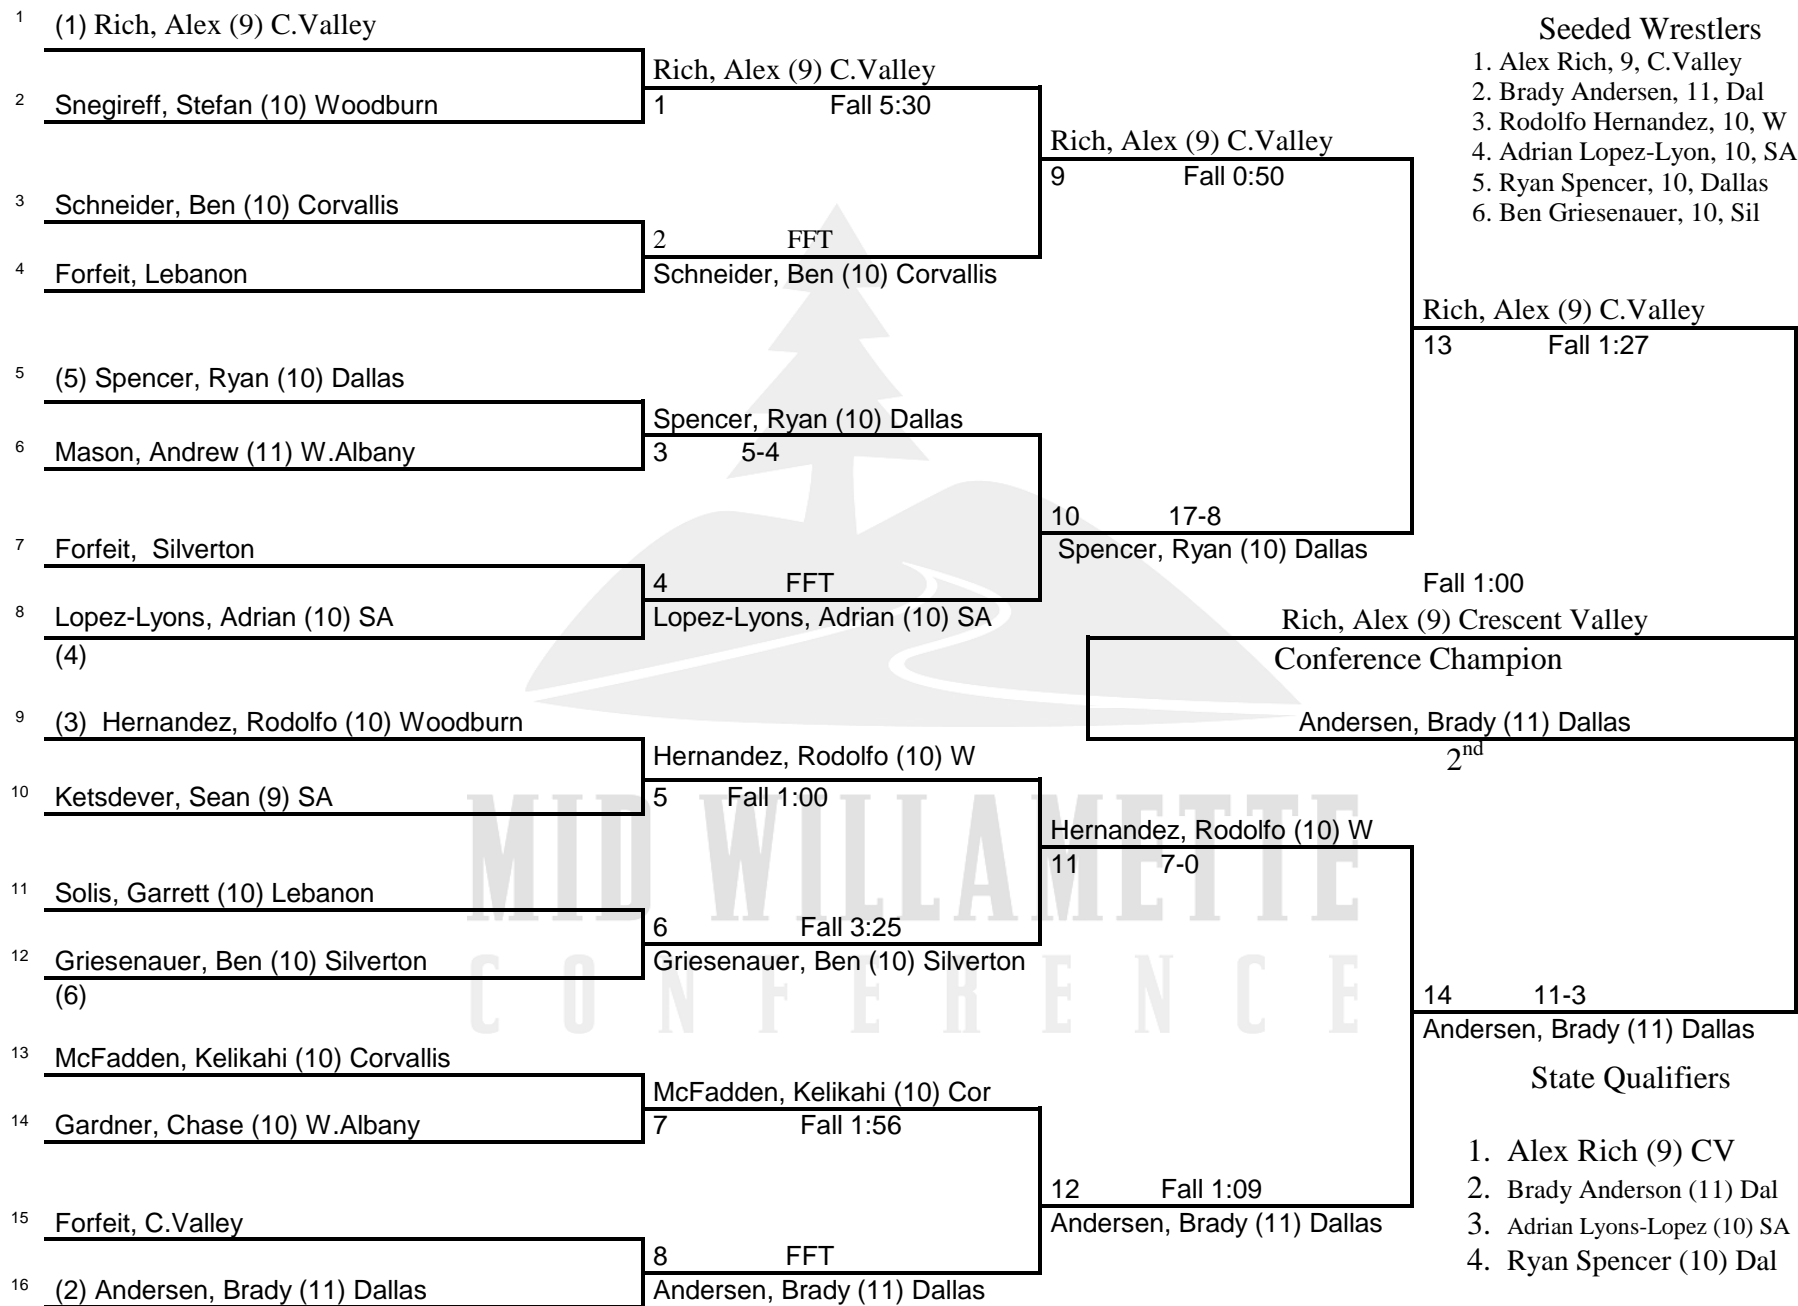 1 (1) Rich, Alex (9) C.Valley
2 Snegireff, Stefan (10) Woodburn
3 Schneider, Ben (10) Corvallis
4 Forfeit, Lebanon
5 (5) Spencer, Ryan (10) Dallas
6 Mason, Andrew (11) W.Albany
7 Forfeit, Silverton
8 Lopez-Lyons, Adrian (10) SA
(4)
9 (3) Hernandez, Rodolfo (10) Woodburn
10 Ketsdever, Sean (9) SA
11 Solis, Garrett (10) Lebanon
12 Griesenauer, Ben (10) Silverton
(6)
13 McFadden, Kelikahi (10) Corvallis
14 Gardner, Chase (10) W.Albany
15 Forfeit, C.Valley
16 (2) Andersen, Brady (11) Dallas
Rich, Alex (9) C.Valley
1 Fall 5:30
2 FFT
Schneider, Ben (10) Corvallis
Spencer, Ryan (10) Dallas
3 5-4
4 FFT
Lopez-Lyons, Adrian (10) SA
Hernandez, Rodolfo (10) W
5 Fall 1:00
6 Fall 3:25
Griesenauer, Ben (10) Silverton
McFadden, Kelikahi (10) Cor
7 Fall 1:56
8 FFT
Andersen, Brady (11) Dallas
Rich, Alex (9) C.Valley
9 Fall 0:50
10 17-8
Spencer, Ryan (10) Dallas
Hernandez, Rodolfo (10) W
11 7-0
12 Fall 1:09
Andersen, Brady (11) Dallas
Rich, Alex (9) C.Valley
13 Fall 1:27
14 11-3
Andersen, Brady (11) Dallas
Fall 1:00
Rich, Alex (9) Crescent Valley
Conference Champion
Andersen, Brady (11) Dallas
2nd
Seeded Wrestlers
1. Alex Rich, 9, C.Valley
2. Brady Andersen, 11, Dal
3. Rodolfo Hernandez, 10, W
4. Adrian Lopez-Lyon, 10, SA
5. Ryan Spencer, 10, Dallas
6. Ben Griesenauer, 10, Sil
State Qualifiers
1. Alex Rich (9) CV
2. Brady Anderson (11) Dal
3. Adrian Lyons-Lopez (10) SA
4. Ryan Spencer (10) Dal
MID WILLAMETTE
CONFERENCE